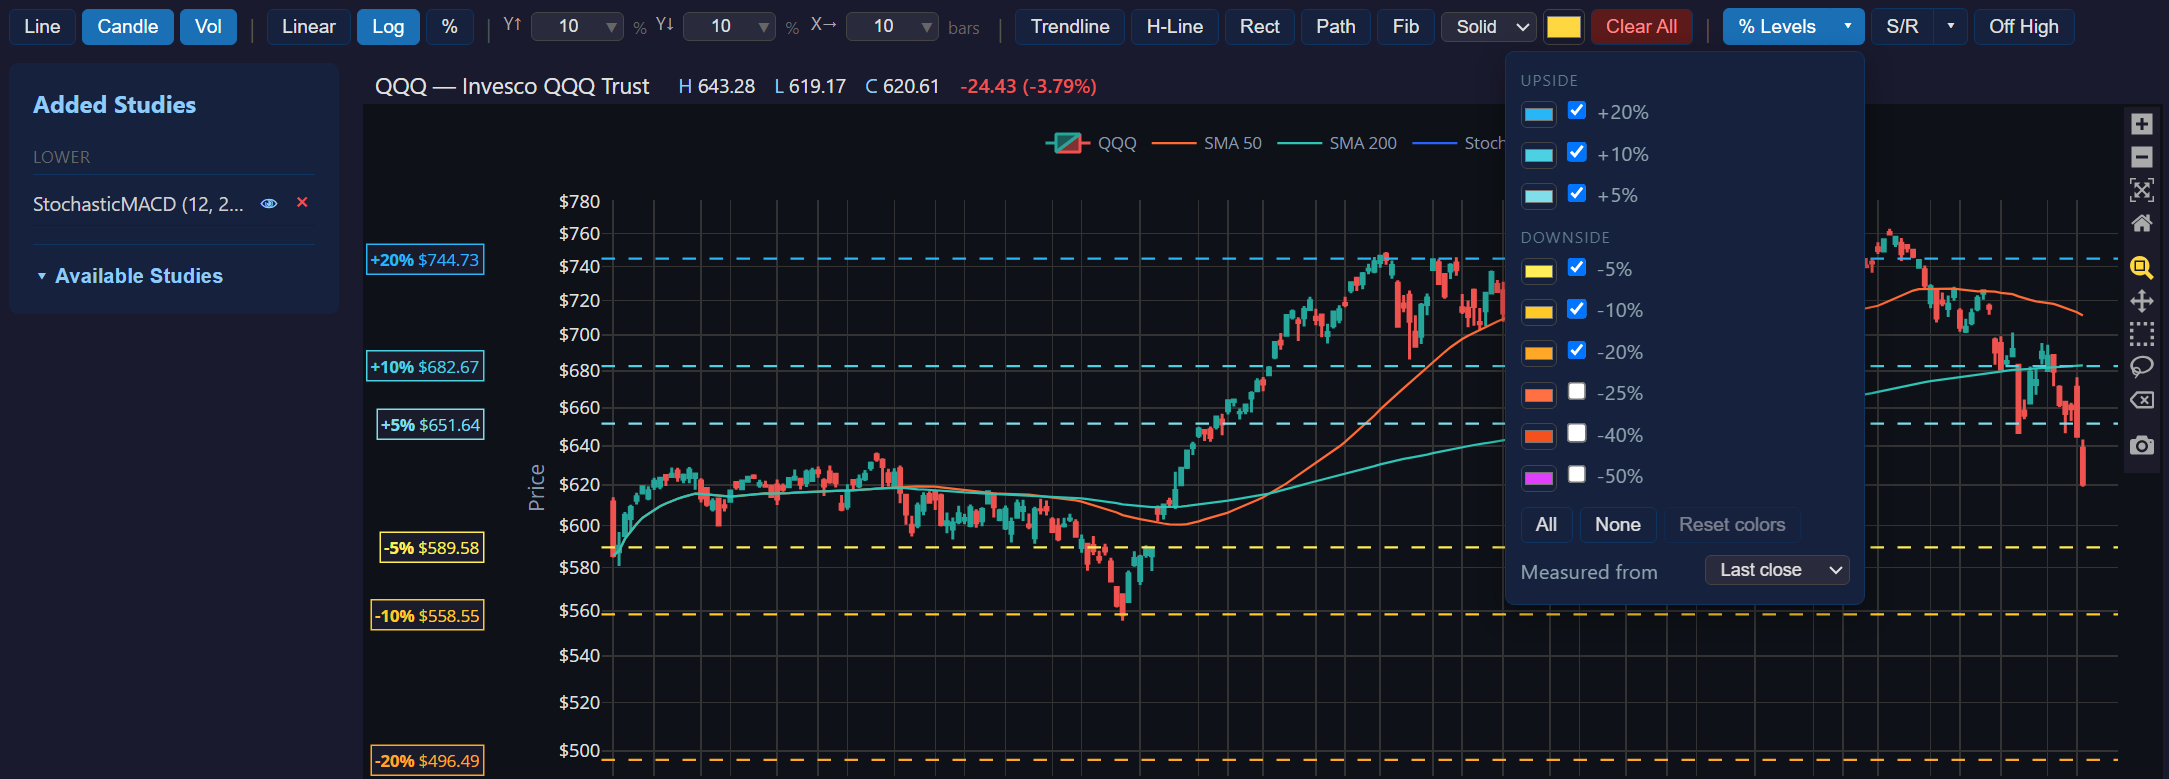 Line Candle Vol | Linear Log % | Y↑ 10 % Y↓ 10 % X→ 10 bars | Trendline H-Line Rect Path Fib Solid Clear All | % Levels S/R Off High
Added Studies
LOWER
StochasticMACD (12, 2...
Available Studies
QQQ — Invesco QQQ Trust H 643.28 L 619.17 C 620.61 -24.43 (-3.79%)
QQQ SMA 50 SMA 200 Stoch
Price
$780
$760
$740
$720
$700
$680
$660
$640
$620
$600
$580
$560
$540
$520
$500
+20% $744.73
+10% $682.67
+5% $651.64
-5% $589.58
-10% $558.55
-20% $496.49
UPSIDE
+20%
+10%
+5%
DOWNSIDE
-5%
-10%
-20%
-25%
-40%
-50%
All None Reset colors
Measured from Last close